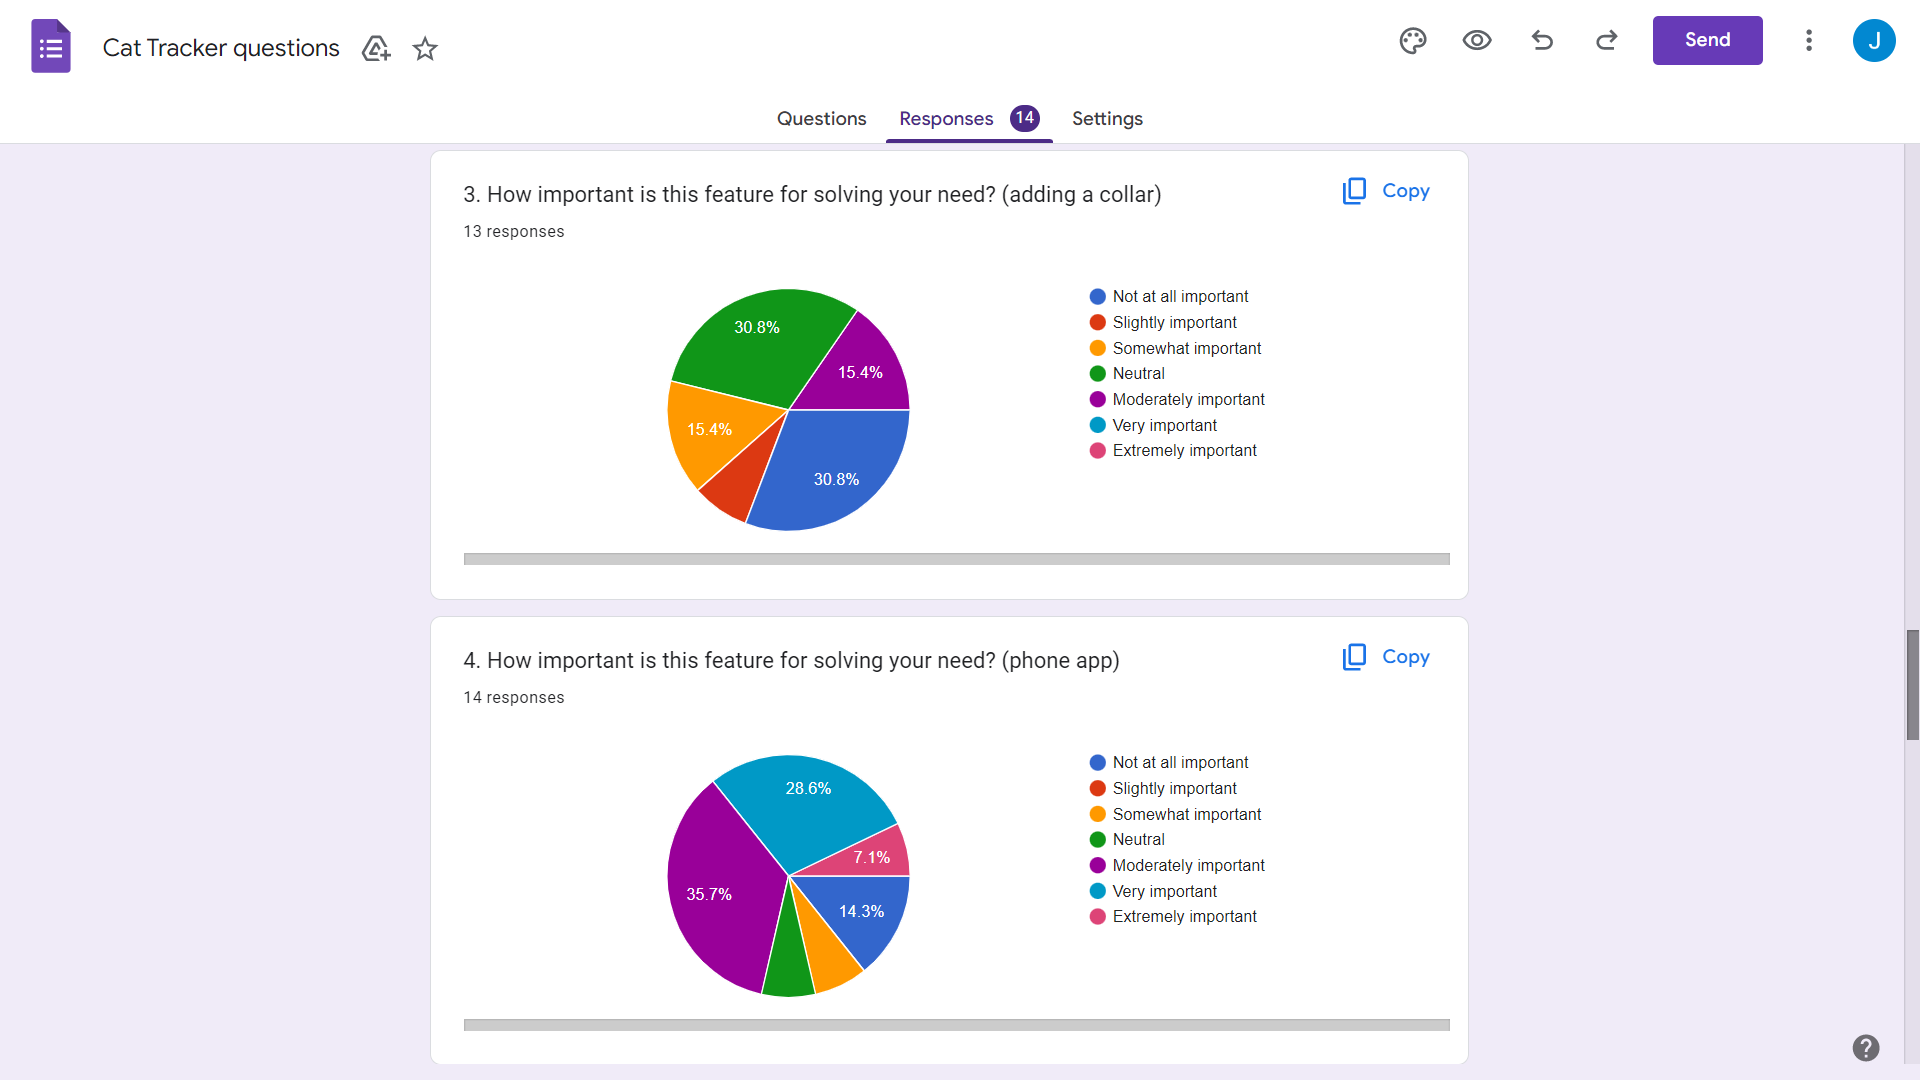 Cat Tracker questions
Send
J
Questions
Responses 14
Settings
3. How important is this feature for solving your need? (adding a collar)
Copy
13 responses
30.8%
15.4%
15.4%
30.8%
Not at all important
Slightly important
Somewhat important
Neutral
Moderately important
Very important
Extremely important
4. How important is this feature for solving your need? (phone app)
Copy
14 responses
28.6%
7.1%
35.7%
14.3%
Not at all important
Slightly important
Somewhat important
Neutral
Moderately important
Very important
Extremely important
?